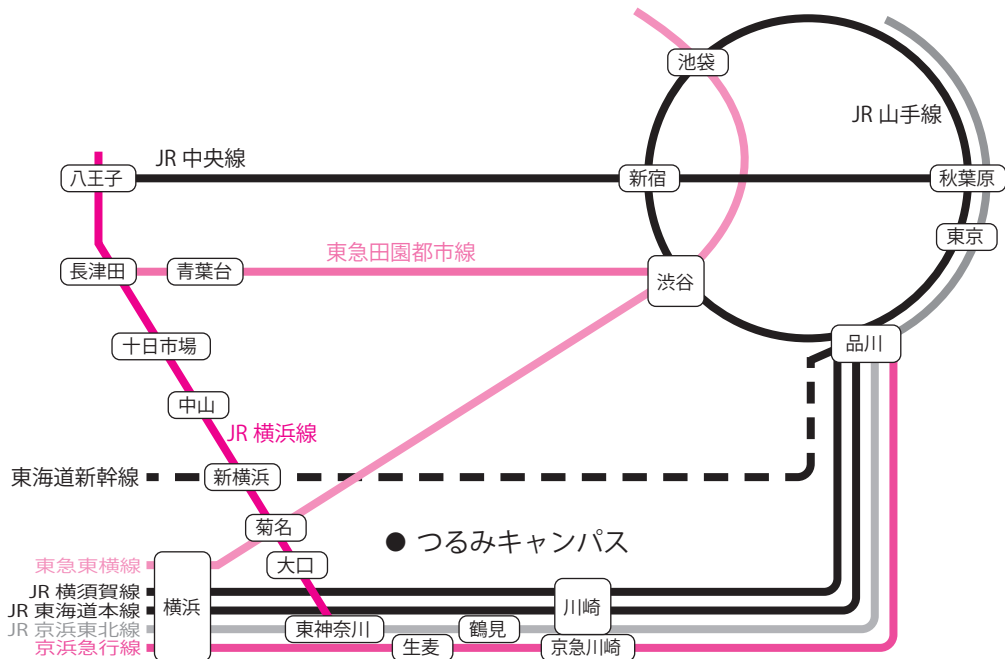 池袋
JR 山手線
JR 中央線
八王子
新宿
秋葉原
東京
東急田園都市線
長津田
青葉台
渋谷
十日市場
品川
中山
JR 横浜線
東海道新幹線
新横浜
菊名
● つるみキャンパス
東急東横線
大口
JR 横須賀線
横浜
川崎
JR 東海道本線
JR 京浜東北線
東神奈川
鶴見
京浜急行線
生麦
京急川崎